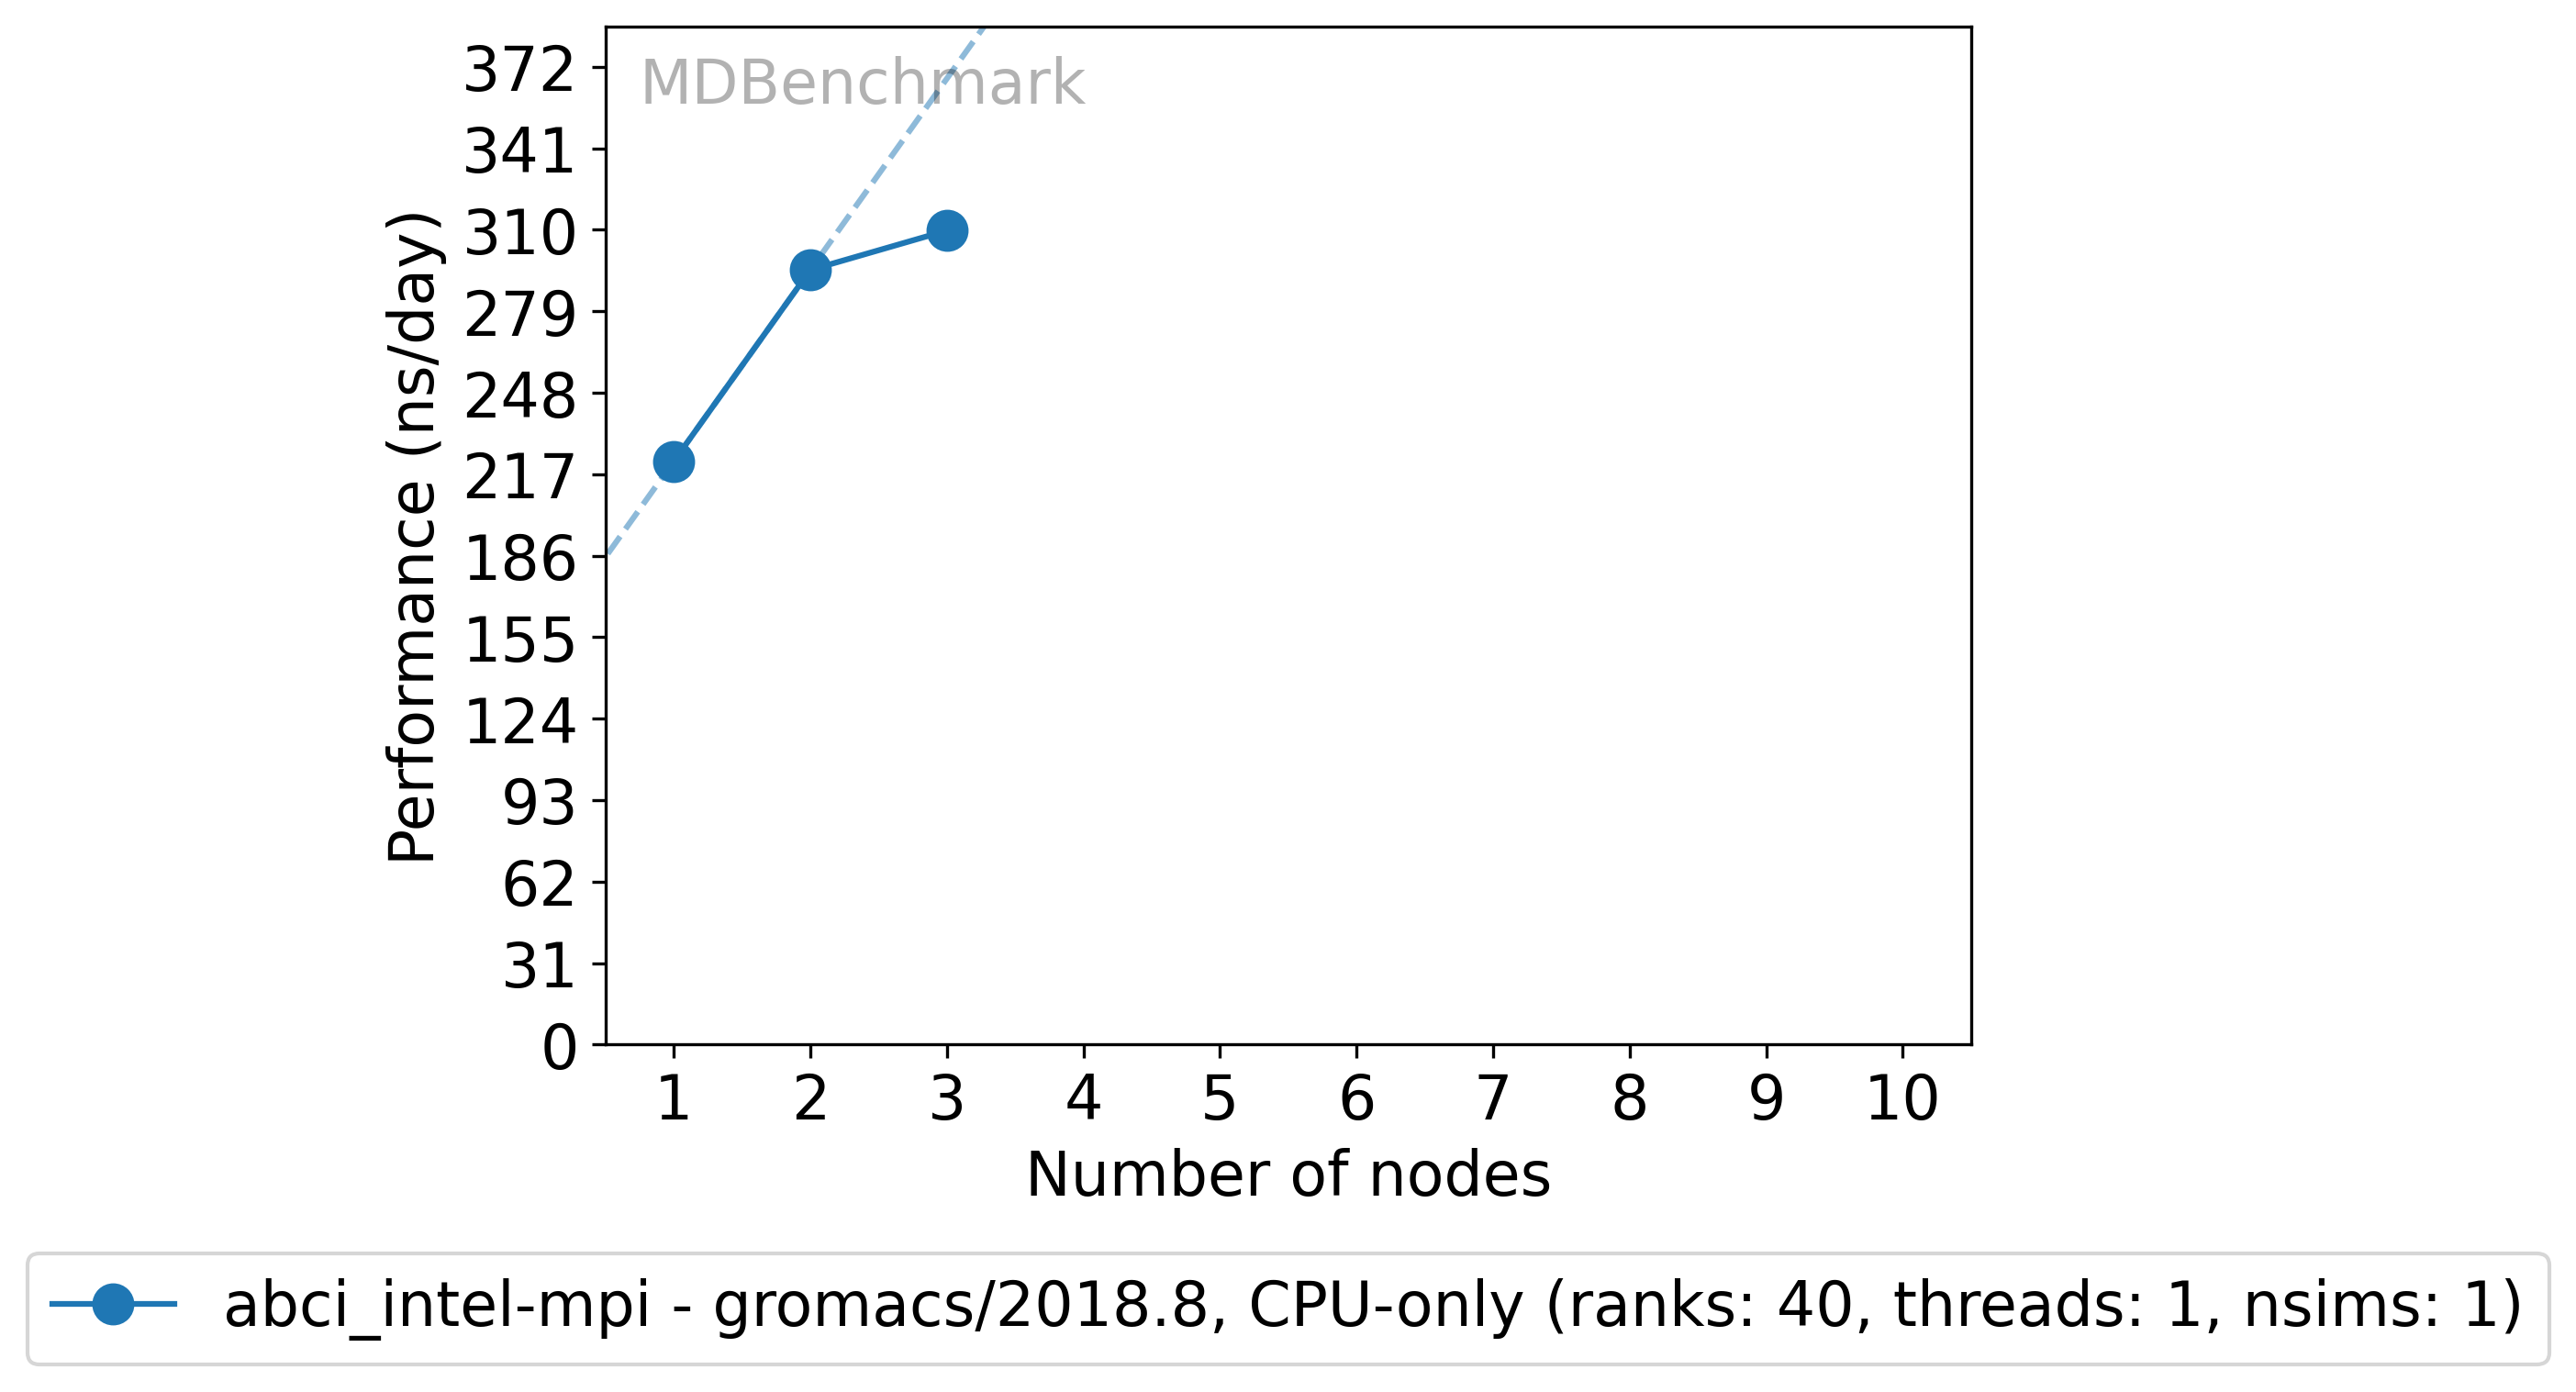 MDBenchmark
Performance (ns/day)
372
341
310
279
248
217
186
155
124
93
62
31
0
1 2 3 4 5 6 7 8 9 10
Number of nodes
abci_intel-mpi - gromacs/2018.8, CPU-only (ranks: 40, threads: 1, nsims: 1)